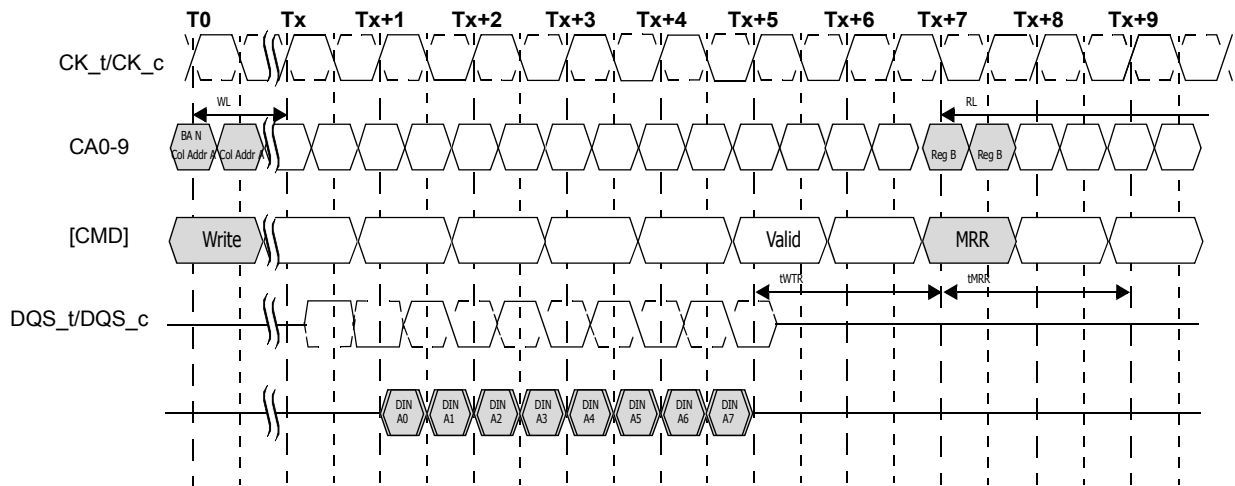 T0 Tx Tx+1 Tx+2 Tx+3 Tx+4 Tx+5 Tx+6 Tx+7 Tx+8 Tx+9
CK_t/CK_c
WL RL
CA0-9
BA N
Col Addr A Col Addr A Reg B Reg B
[CMD] Write Valid MRR
tWTR tMRR
DQS_t/DQS_c
DIN DIN DIN DIN DIN DIN DIN DIN
A0 A1 A2 A3 A4 A5 A6 A7